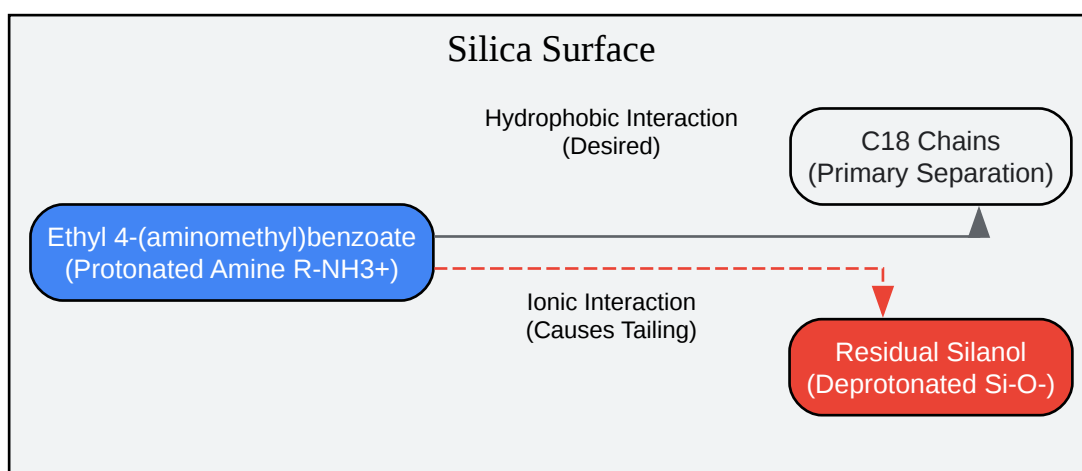 Silica Surface
Hydrophobic Interaction
(Desired)
C18 Chains
(Primary Separation)
Ethyl 4-(aminomethyl)benzoate
(Protonated Amine R-NH3+)
Ionic Interaction
(Causes Tailing)
Residual Silanol
(Deprotonated Si-O-)